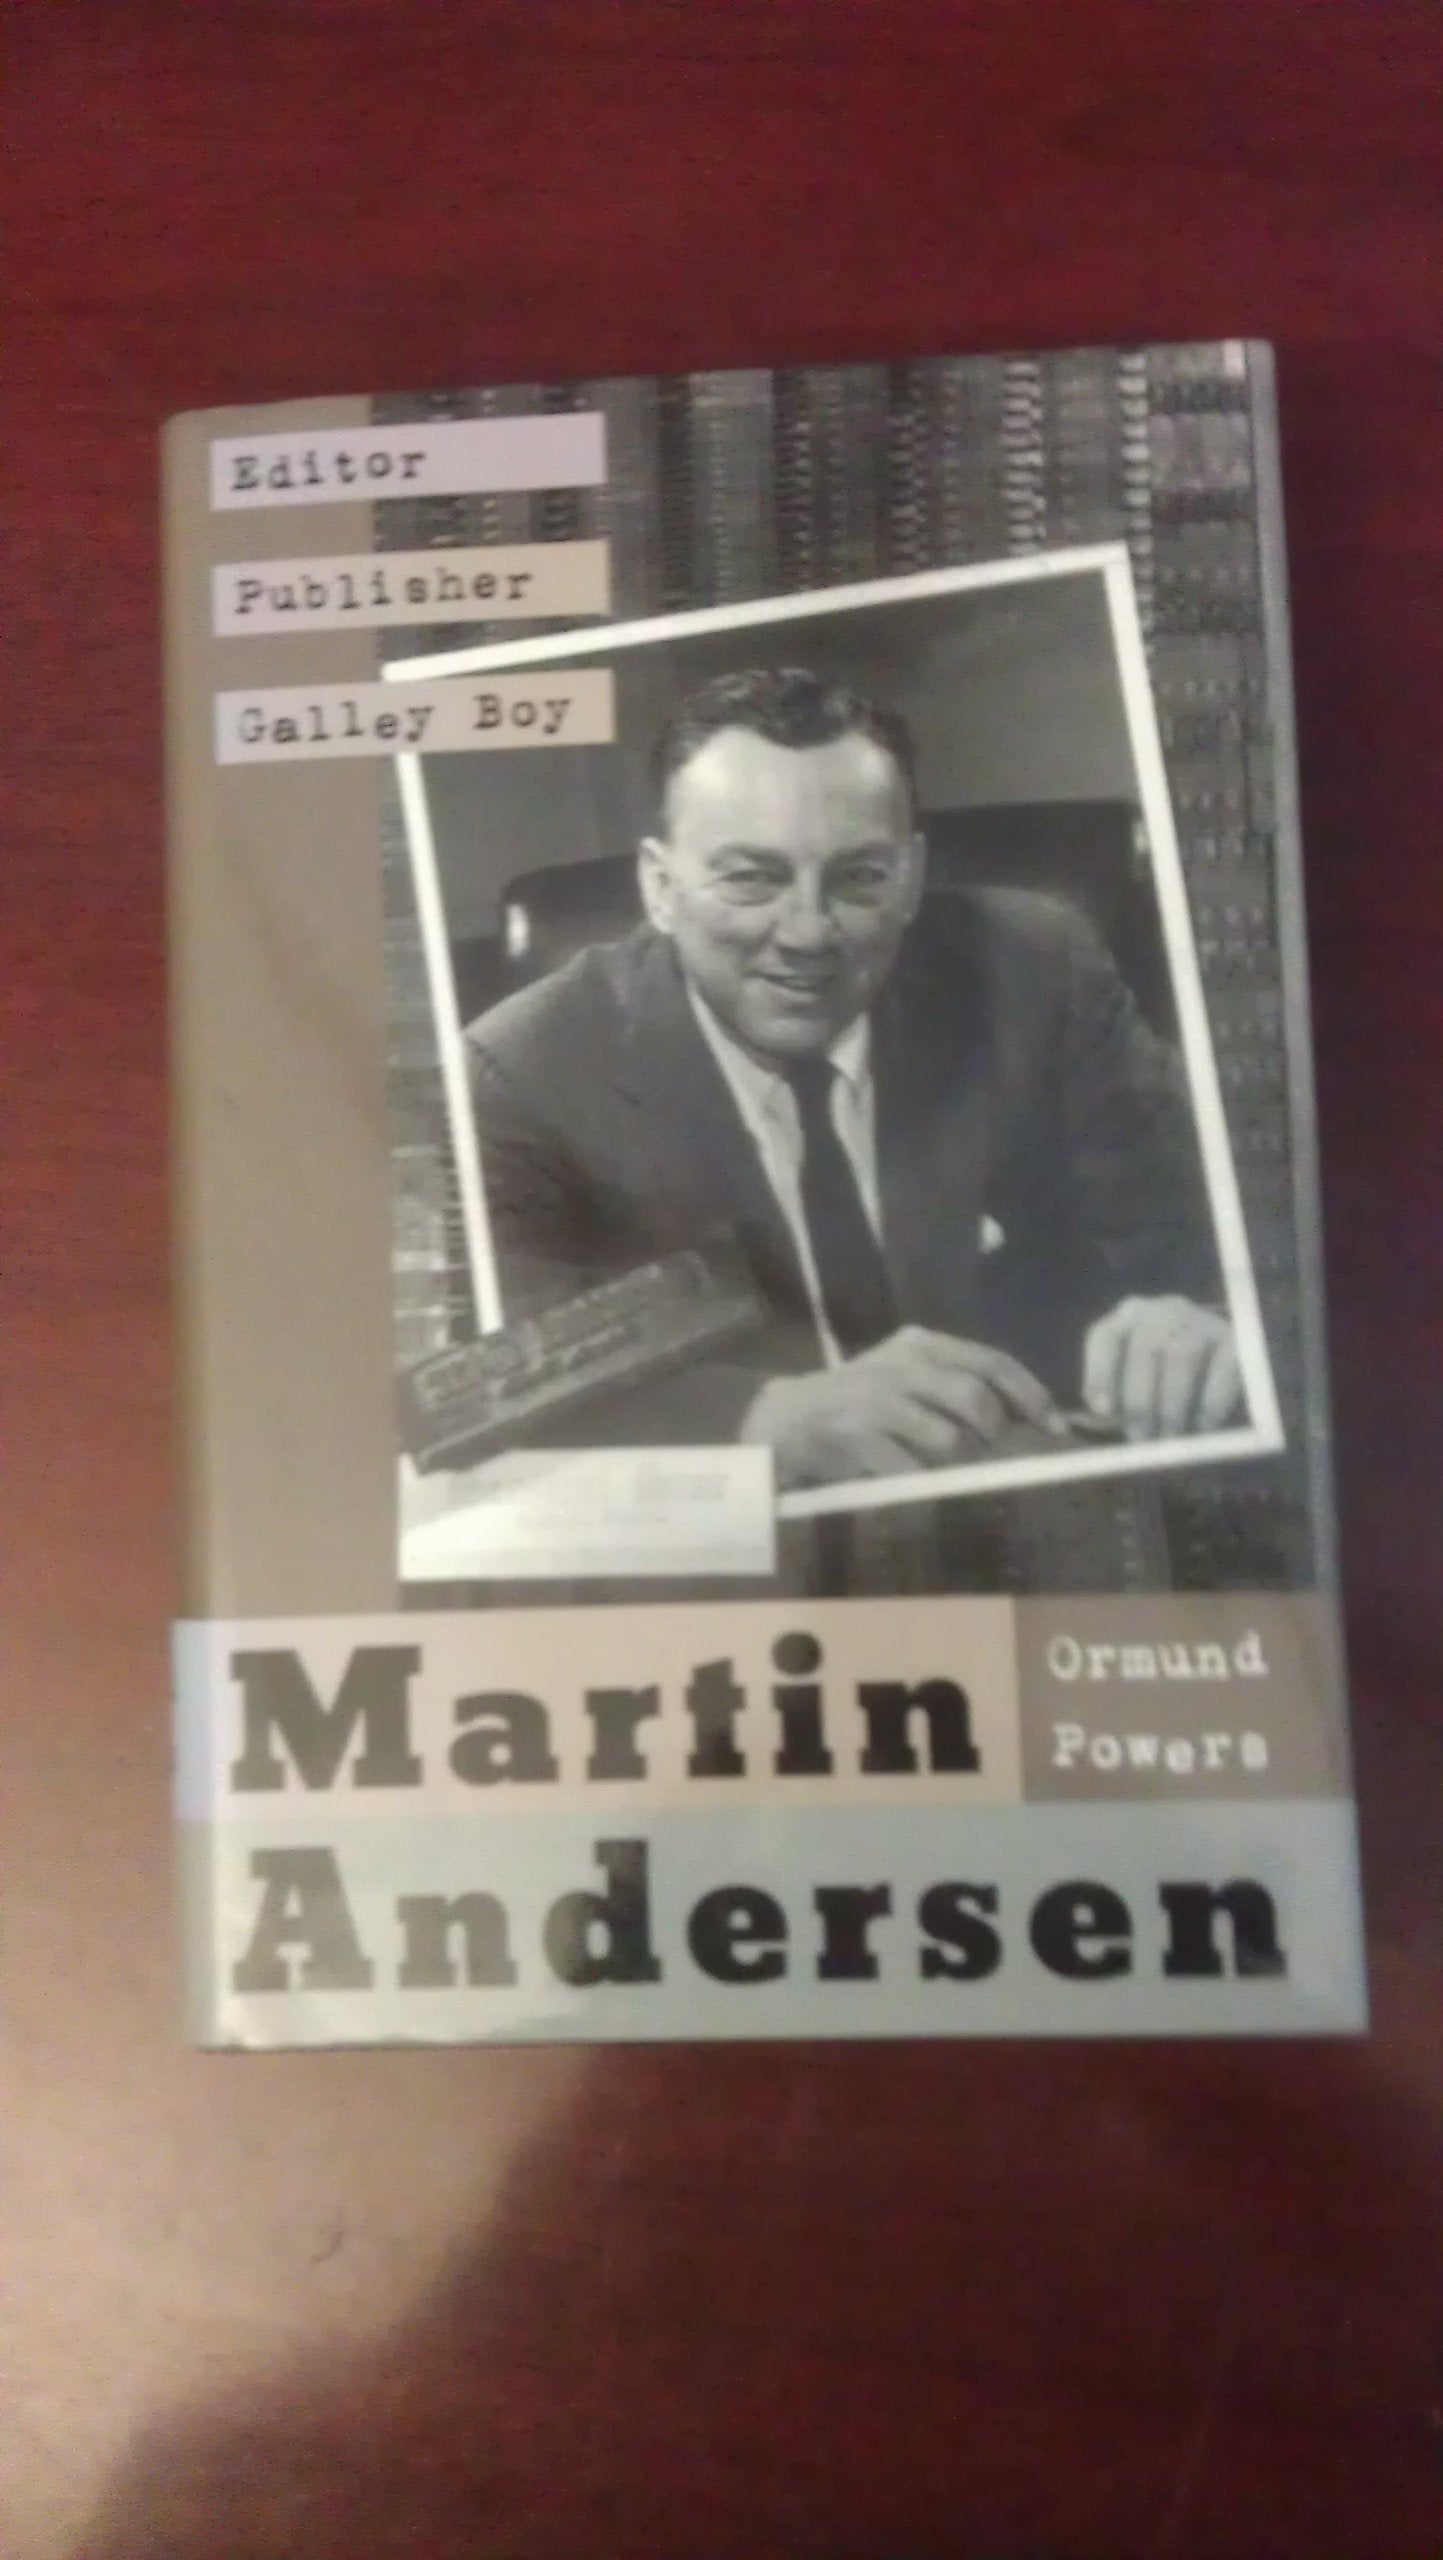 Editor
Publisher
Galley Boy
Martin
Ormund
Powers
Andersen